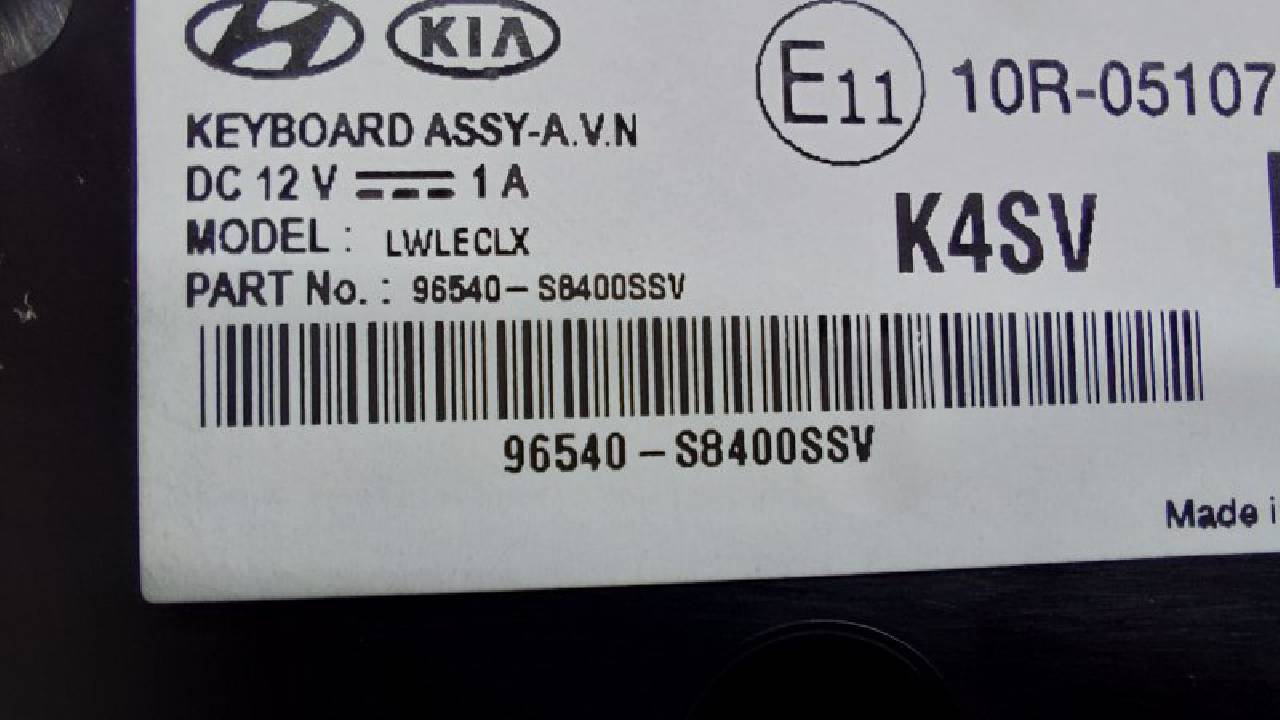 KIA
E11 10R-05107
KEYBOARD ASSY-A.V.N
DC 12 V 1 A
MODEL : LWLECLX
K4SV
PART No. : 96540-S8400SSV
96540-S8400SSV
Made i